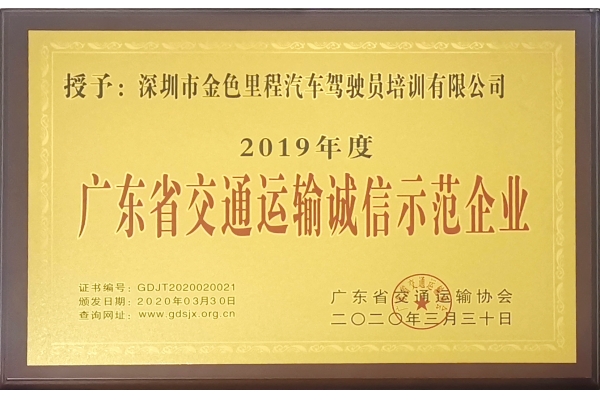 授予：深圳市金色里程汽车驾驶员培训有限公司
2019年度
广东省交通运输诚信示范企业
证书编号：GDJT2020020021
颁发日期：2020年03月30日
查询网址：www.gdsjx.org.cn
广东省交通运输协会
二〇二〇年三月三十日